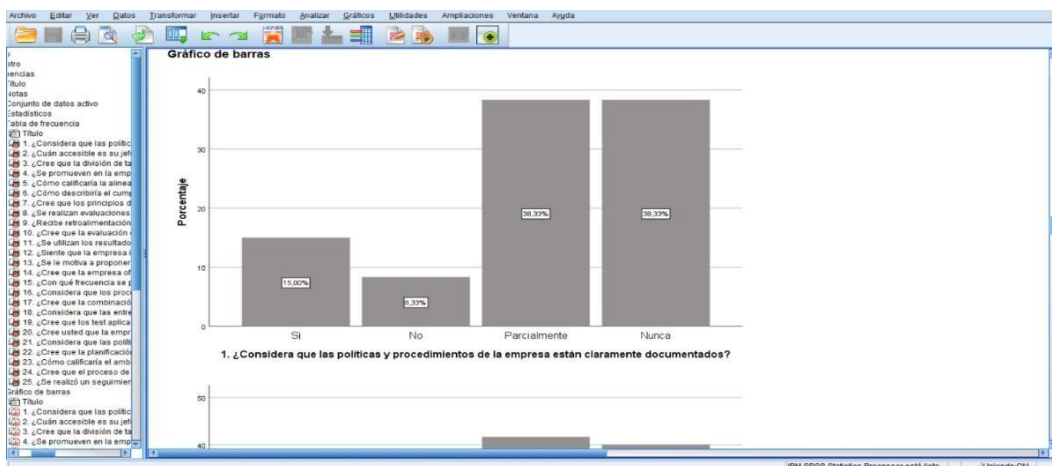 Archivo Editar Ver Datos Transformar Insertar Formato Analizar Gráficos Utilidades Ampliaciones Ventana Ayuda
tro
encias
Título
Notas
Conjunto de datos activo
Estadísticos
Tabla de frecuencia
Título
1. ¿Considera que las polític
2. ¿Cuán accesible es su jef
3. ¿Cree que la división de ta
4. ¿Se promueven en la emp
5. ¿Cómo calificaría la alinea
6. ¿Cómo describiría el cump
7. ¿Cree que los principios d
8. ¿Se realizan evaluaciones
9. ¿Recibe retroalimentación
10. ¿Cree que la evaluación
11. ¿Se utilizan los resultado
12. ¿Siente que la empresa
13. ¿Se le motiva a proponer
14. ¿Cree que la empresa of
15. ¿Con qué frecuencia se p
16. ¿Considera que los proc
17. ¿Cree que la combinació
18. ¿Considera que las entre
19. ¿Cree que los test aplica
20. ¿Cree usted que la empr
21. ¿Considera que las políti
22. ¿Cree que la planificación
23. ¿Cómo calificaría el amb
24. ¿Cree que el proceso de
25. ¿Se realizó un seguimien
Gráfico de barras
Título
1. ¿Considera que las polític
2. ¿Cuán accesible es su jef
3. ¿Cree que la división de ta
4. ¿Se promueven en la emp
Gráfico de barras
Porcentaje
40
30
20
10
0
15,00%
8,33%
38,33%
38,33%
Sí No Parcialmente Nunca
1. ¿Considera que las políticas y procedimientos de la empresa están claramente documentados?
50
40
IBM SPSS Statistics Processor está listo Unicode:ON